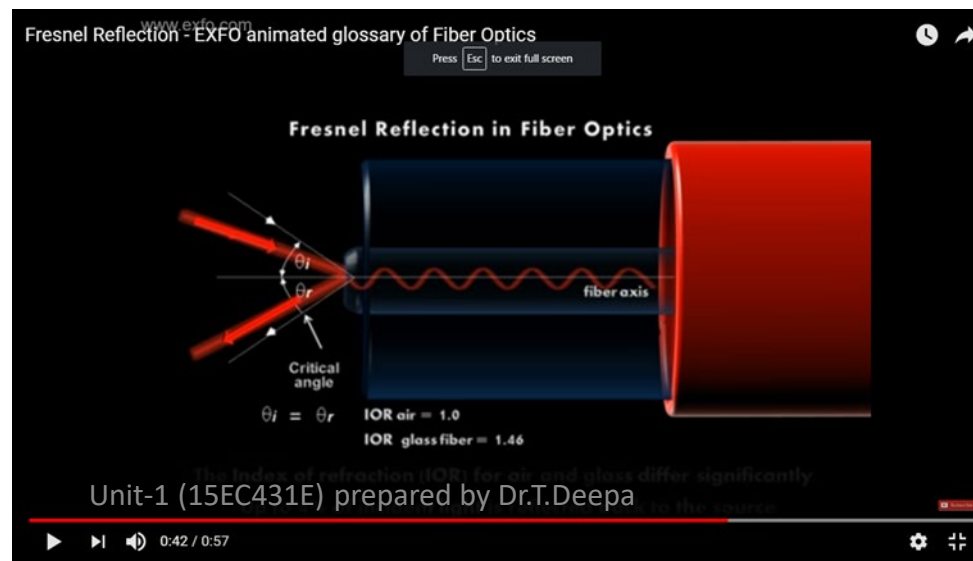 www.exfo.com
Fresnel Reflection - EXFO animated glossary of Fiber Optics
Press Esc to exit full screen
Fresnel Reflection in Fiber Optics
θi
θr
fiber axis
Critical
angle
θi = θr
IOR air = 1.0
IOR glass fiber = 1.46
The Index of refraction (IOR) for air and glass differ significantly.
Unit-1 (15EC431E) prepared by Dr.T.Deepa
to the source
0:42 / 0:57